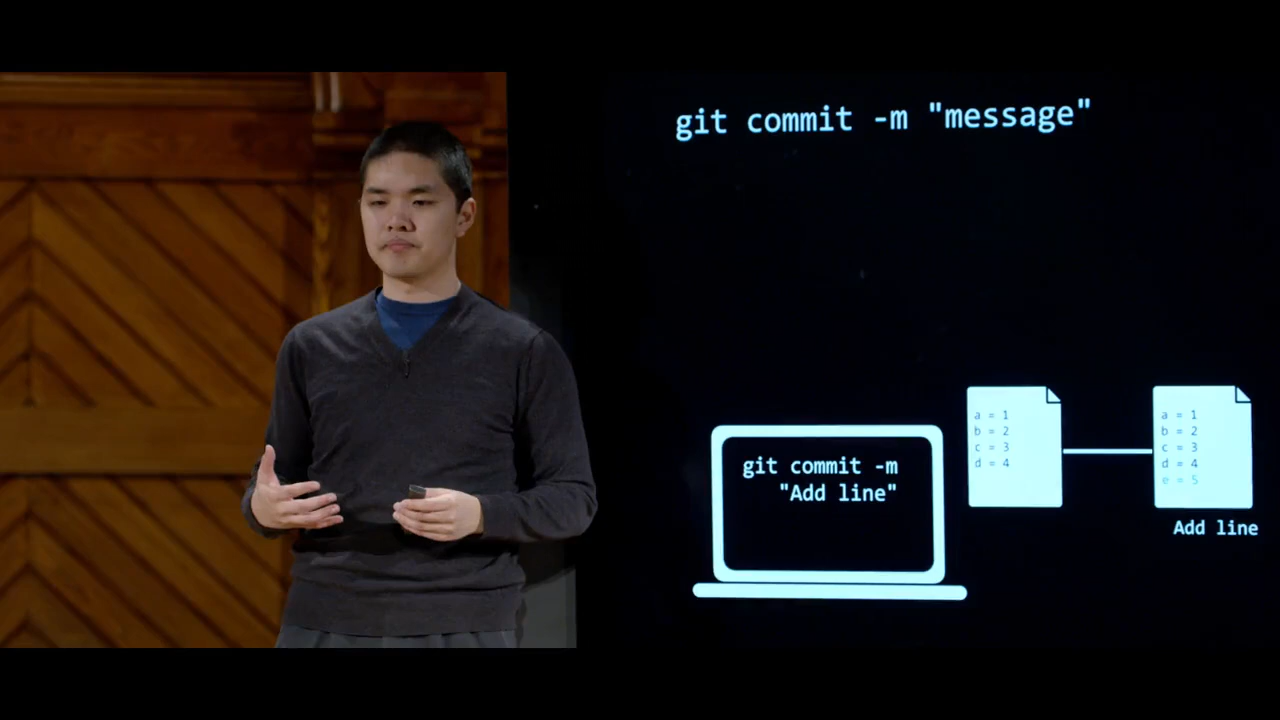 git commit -m "message"
git commit -m
"Add line"
a = 1
b = 2
c = 3
d = 4
a = 1
b = 2
c = 3
d = 4
e = 5
Add line